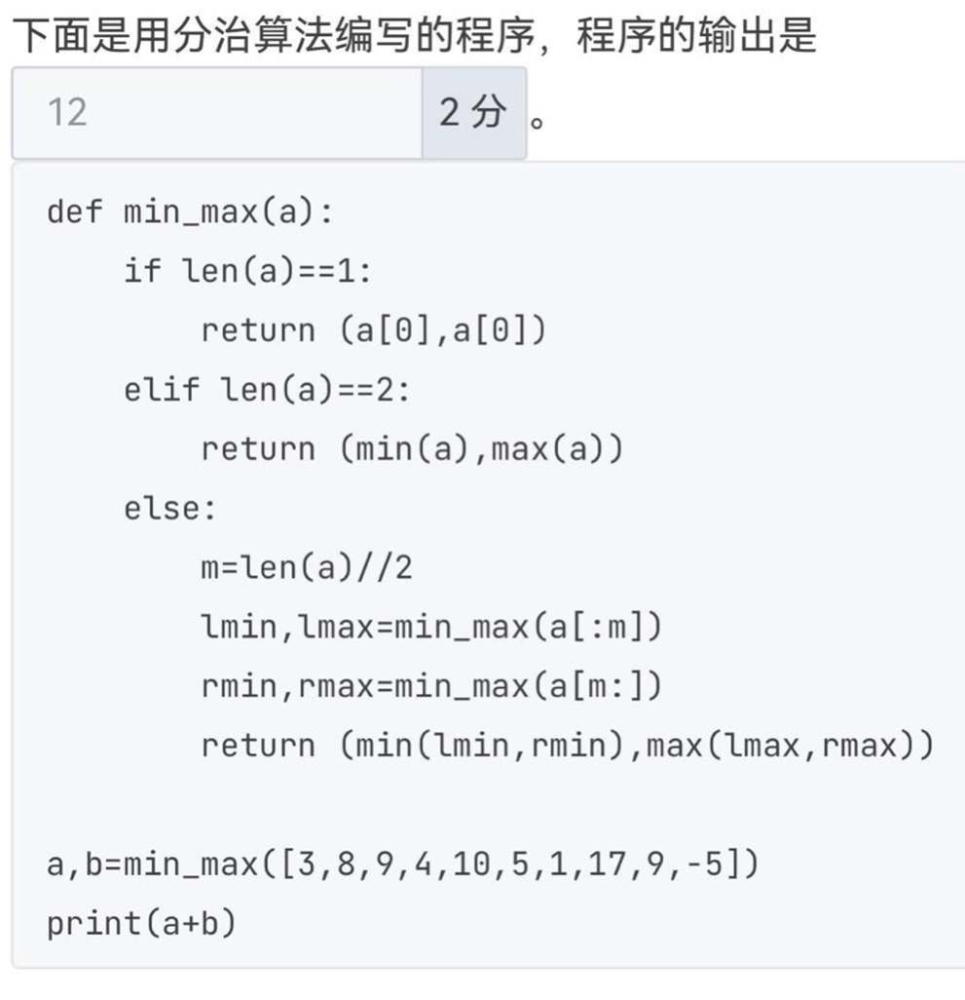 下面是用分治算法编写的程序，程序的输出是
12 2 分 。
def min_max(a):
    if len(a)==1:
        return (a[0],a[0])
    elif len(a)==2:
        return (min(a),max(a))
    else:
        m=len(a)//2
        lmin,lmax=min_max(a[:m])
        rmin,rmax=min_max(a[m:])
        return (min(lmin,rmin),max(lmax,rmax))
a,b=min_max([3,8,9,4,10,5,1,17,9,-5])
print(a+b)